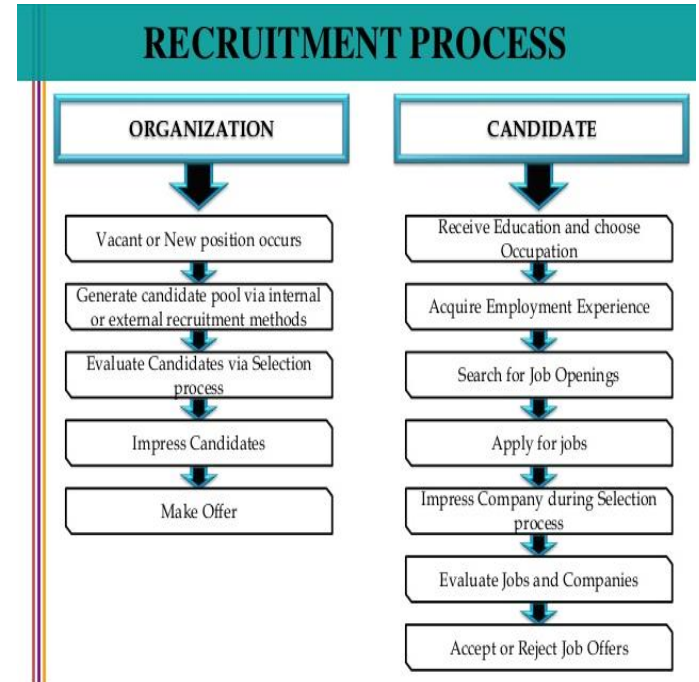 RECRUITMENT PROCESS
ORGANIZATION
Vacant or New position occurs
Generate candidate pool via internal
or external recruitment methods
Evaluate Candidates via Selection
process
Impress Candidates
Make Offer
CANDIDATE
Receive Education and choose
Occupation
Acquire Employment Experience
Search for Job Openings
Apply for jobs
Impress Company during Selection
process
Evaluate Jobs and Companies
Accept or Reject Job Offers